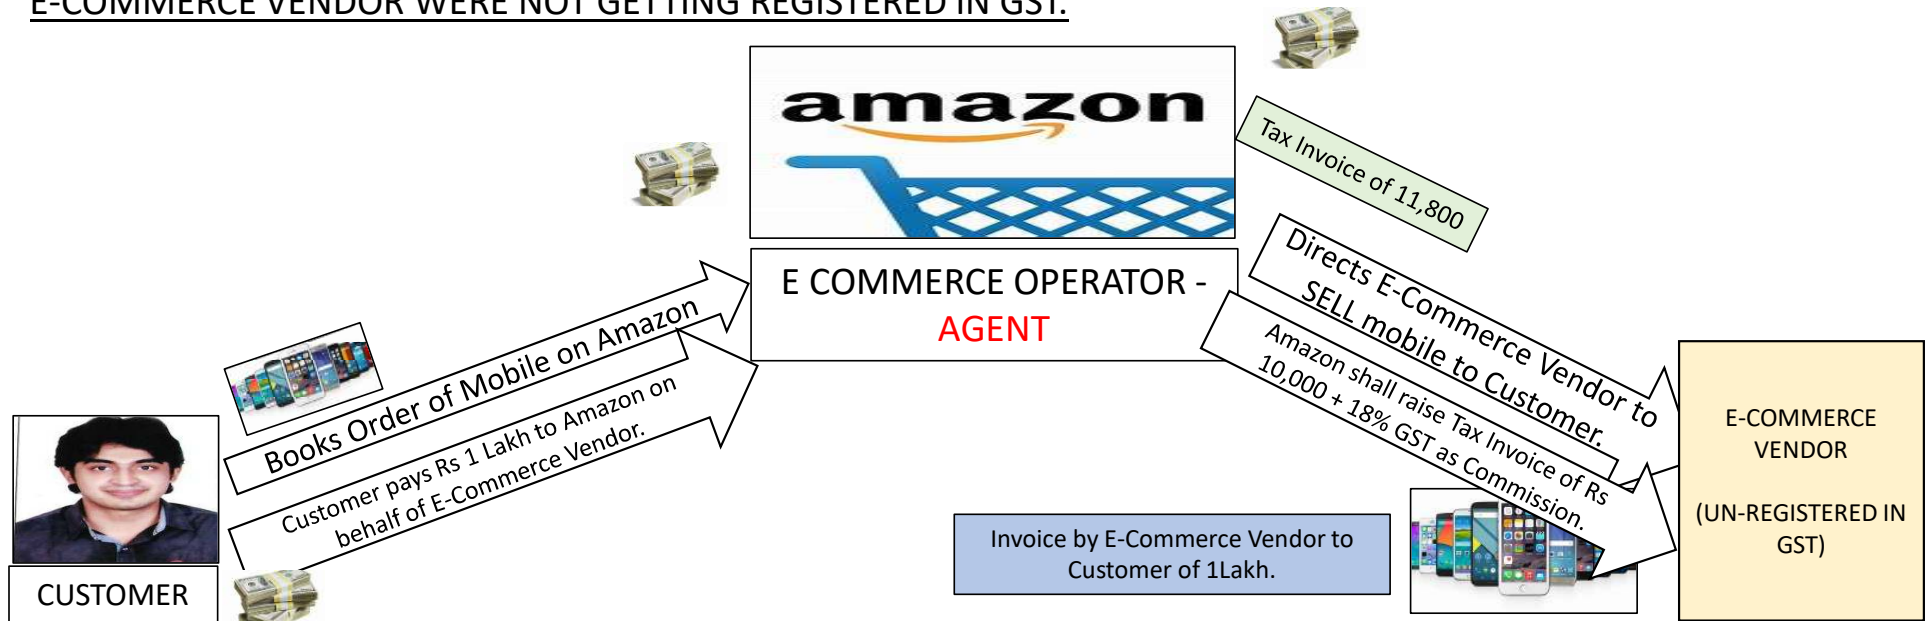 E-COMMERCE VENDOR WERE NOT GETTING REGISTERED IN GST.
amazon
Tax Invoice of 11,800
E COMMERCE OPERATOR -
AGENT
Directs E-Commerce Vendor to
SELL mobile to Customer.
Amazon shall raise Tax Invoice of Rs
10,000 + 18% GST as Commission.
Books Order of Mobile on Amazon
Customer pays Rs 1 Lakh to Amazon on
behalf of E-Commerce Vendor.
CUSTOMER
Invoice by E-Commerce Vendor to
Customer of 1Lakh.
E-COMMERCE
VENDOR
(UN-REGISTERED IN
GST)